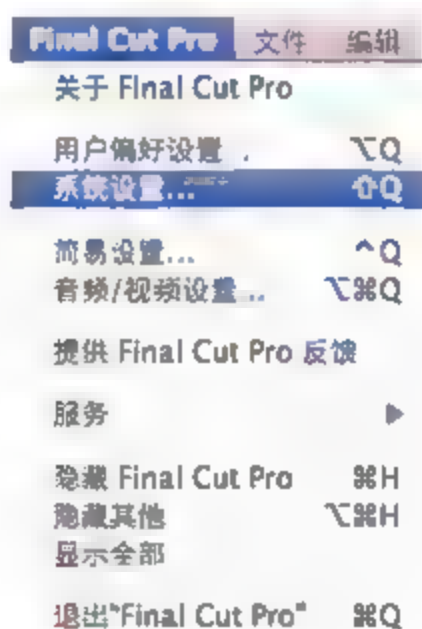 Final Cut Pro 文件 编辑
关于 Final Cut Pro
用户偏好设置... ⌥Q
系统设置... ⇧Q
简易设置... ^Q
音频/视频设置... ⌥⌘Q
提供 Final Cut Pro 反馈
服务 ▶
隐藏 Final Cut Pro ⌘H
隐藏其他 ⌥⌘H
显示全部
退出"Final Cut Pro" ⌘Q